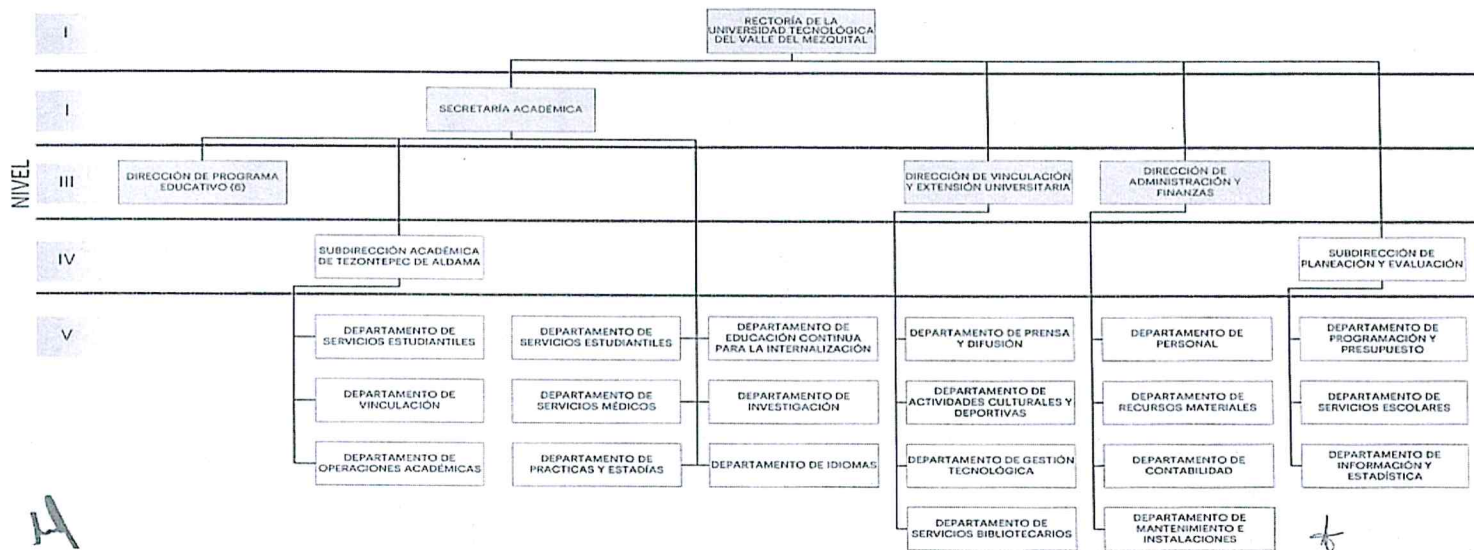 NIVEL
I
RECTORÍA DE LA
UNIVERSIDAD TECNOLÓGICA
DEL VALLE DEL MEZQUITAL
I
SECRETARÍA ACADÉMICA
III
DIRECCIÓN DE PROGRAMA
EDUCATIVO (6)
DIRECCIÓN DE VINCULACIÓN
Y EXTENSIÓN UNIVERSITARIA
DIRECCIÓN DE
ADMINISTRACIÓN Y
FINANZAS
IV
SUBDIRECCIÓN ACADÉMICA
DE TEZONTEPEC DE ALDAMA
SUBDIRECCIÓN DE
PLANEACIÓN Y EVALUACIÓN
V
DEPARTAMENTO DE
SERVICIOS ESTUDIANTILES
DEPARTAMENTO DE
SERVICIOS ESTUDIANTILES
DEPARTAMENTO DE
EDUCACIÓN CONTINUA
PARA LA INTERNALIZACIÓN
DEPARTAMENTO DE PRENSA
Y DIFUSIÓN
DEPARTAMENTO DE
PERSONAL
DEPARTAMENTO DE
PROGRAMACIÓN Y
PRESUPUESTO
DEPARTAMENTO DE
VINCULACIÓN
DEPARTAMENTO DE
SERVICIOS MÉDICOS
DEPARTAMENTO DE
INVESTIGACIÓN
DEPARTAMENTO DE
ACTIVIDADES CULTURALES Y
DEPORTIVAS
DEPARTAMENTO DE
RECURSOS MATERIALES
DEPARTAMENTO DE
SERVICIOS ESCOLARES
DEPARTAMENTO DE
OPERACIONES ACADÉMICAS
DEPARTAMENTO DE
PRACTICAS Y ESTADÍAS
DEPARTAMENTO DE IDIOMAS
DEPARTAMENTO DE GESTIÓN
TECNOLÓGICA
DEPARTAMENTO DE
CONTABILIDAD
DEPARTAMENTO DE
INFORMACIÓN Y
ESTADÍSTICA
DEPARTAMENTO DE
SERVICIOS BIBLIOTECARIOS
DEPARTAMENTO DE
MANTENIMIENTO E
INSTALACIONES